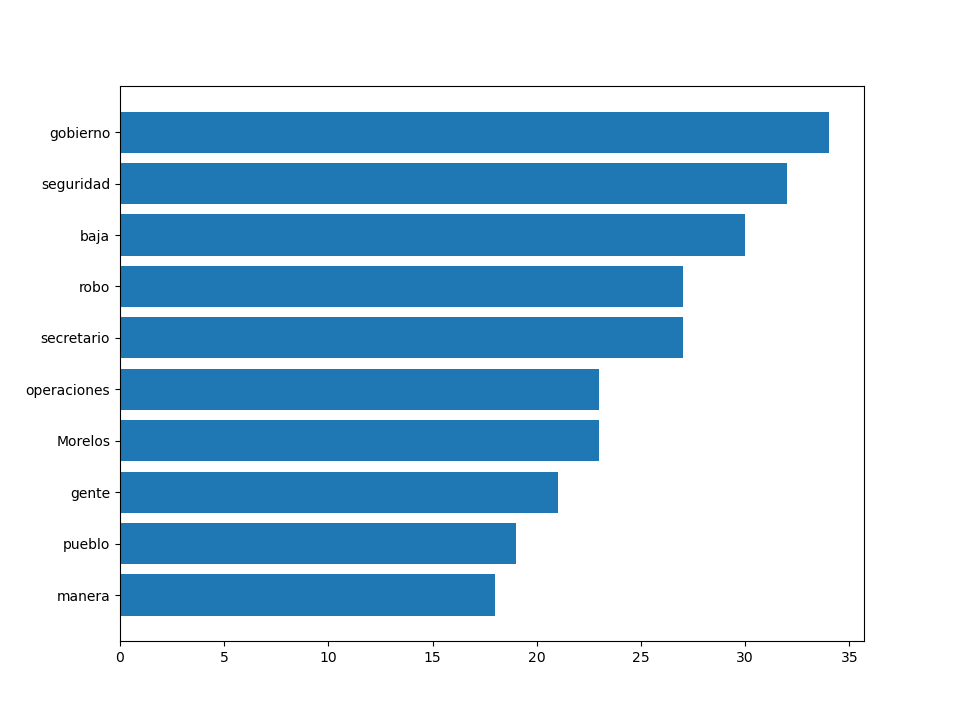 gobierno
seguridad
baja
robo
secretario
operaciones
Morelos
gente
pueblo
manera
0 5 10 15 20 25 30 35